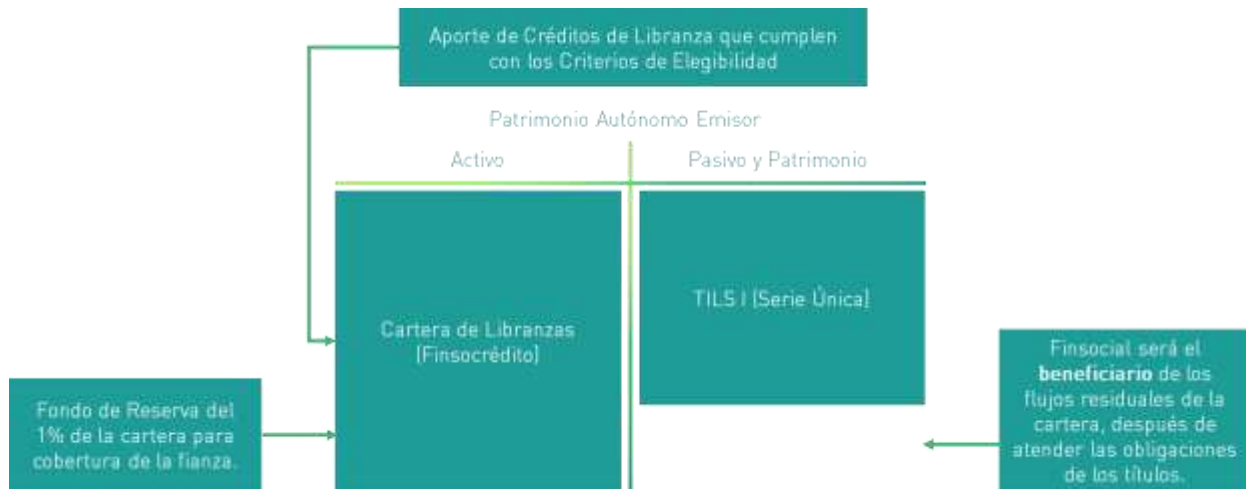 Aporte de Créditos de Libranza que cumplen
con los Criterios de Elegibilidad
Patrimonio Autónomo Emisor
Activo
Pasivo y Patrimonio
TILS I (Serie Única)
Cartera de Libranzas
(Finsocrédito)
Fondo de Reserva del
1% de la cartera para
cobertura de la fianza.
Finsocial será el
beneficiario de los
flujos residuales de la
cartera, después de
atender las obligaciones
de los títulos.